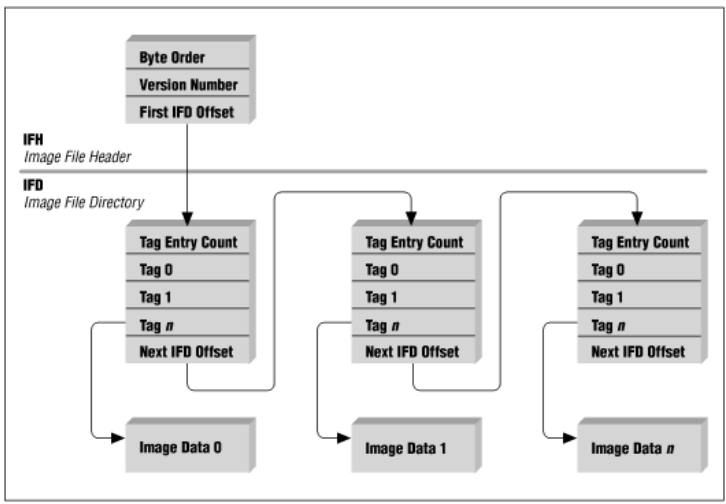 Byte Order
Version Number
First IFD Offset
IFH
Image File Header
IFD
Image File Directory
Tag Entry Count
Tag 0
Tag 1
Tag n
Next IFD Offset
Image Data 0
Tag Entry Count
Tag 0
Tag 1
Tag n
Next IFD Offset
Image Data 1
Tag Entry Count
Tag 0
Tag 1
Tag n
Next IFD Offset
Image Data n